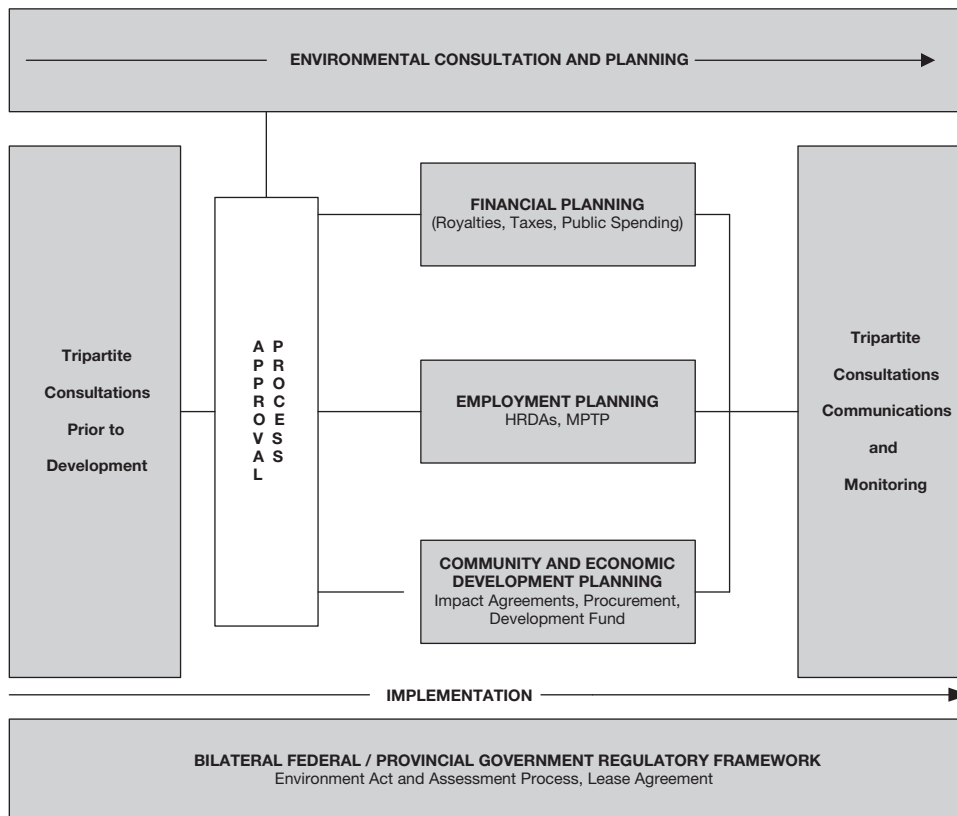 ENVIRONMENTAL CONSULTATION AND PLANNING
Tripartite
Consultations
Prior to
Development
APPROVAL
PROCESS
FINANCIAL PLANNING
(Royalties, Taxes, Public Spending)
EMPLOYMENT PLANNING
HRDAs, MPTP
COMMUNITY AND ECONOMIC
DEVELOPMENT PLANNING
Impact Agreements, Procurement,
Development Fund
Tripartite
Consultations
Communications
and
Monitoring
IMPLEMENTATION
BILATERAL FEDERAL / PROVINCIAL GOVERNMENT REGULATORY FRAMEWORK
Environment Act and Assessment Process, Lease Agreement